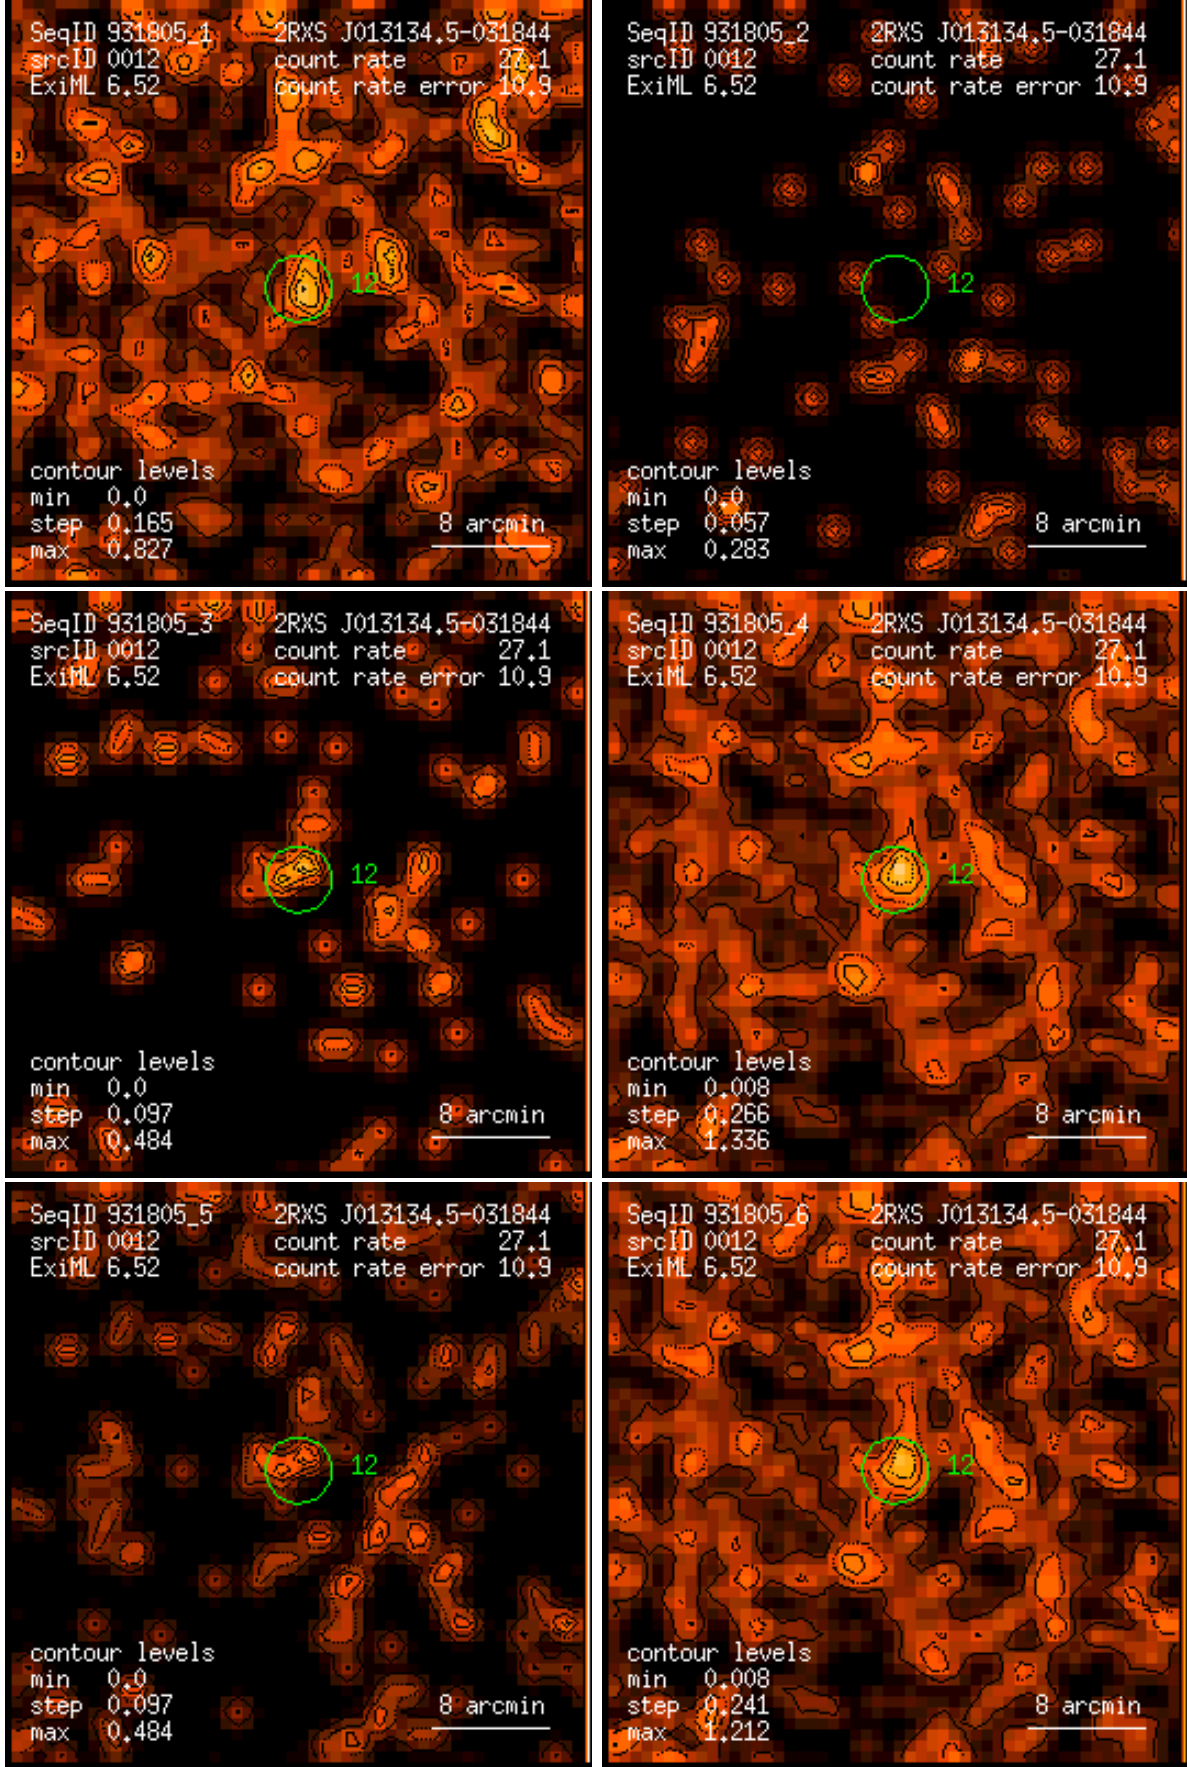 SeqID 931805_1 2RXS J013134.5-031844
srcID 0012 count rate 27.1
ExiML 6.52 count rate error 10.9
12
contour levels
min 0.0
step 0.165 8 arcmin
max 0.827
SeqID 931805_2 2RXS J013134.5-031844
srcID 0012 count rate 27.1
ExiML 6.52 count rate error 10.9
12
contour levels
min 0.0
step 0.057 8 arcmin
max 0.283
SeqID 931805_3 2RXS J013134.5-031844
srcID 0012 count rate 27.1
ExiML 6.52 count rate error 10.9
12
contour levels
min 0.0
step 0.097 8 arcmin
max 0.484
SeqID 931805_4 2RXS J013134.5-031844
srcID 0012 count rate 27.1
ExiML 6.52 count rate error 10.9
12
contour levels
min 0.008
step 0.266 8 arcmin
max 1.336
SeqID 931805_5 2RXS J013134.5-031844
srcID 0012 count rate 27.1
ExiML 6.52 count rate error 10.9
12
contour levels
min 0.0
step 0.097 8 arcmin
max 0.484
SeqID 931805_6 2RXS J013134.5-031844
srcID 0012 count rate 27.1
ExiML 6.52 count rate error 10.9
12
contour levels
min 0.008
step 0.241 8 arcmin
max 1.212